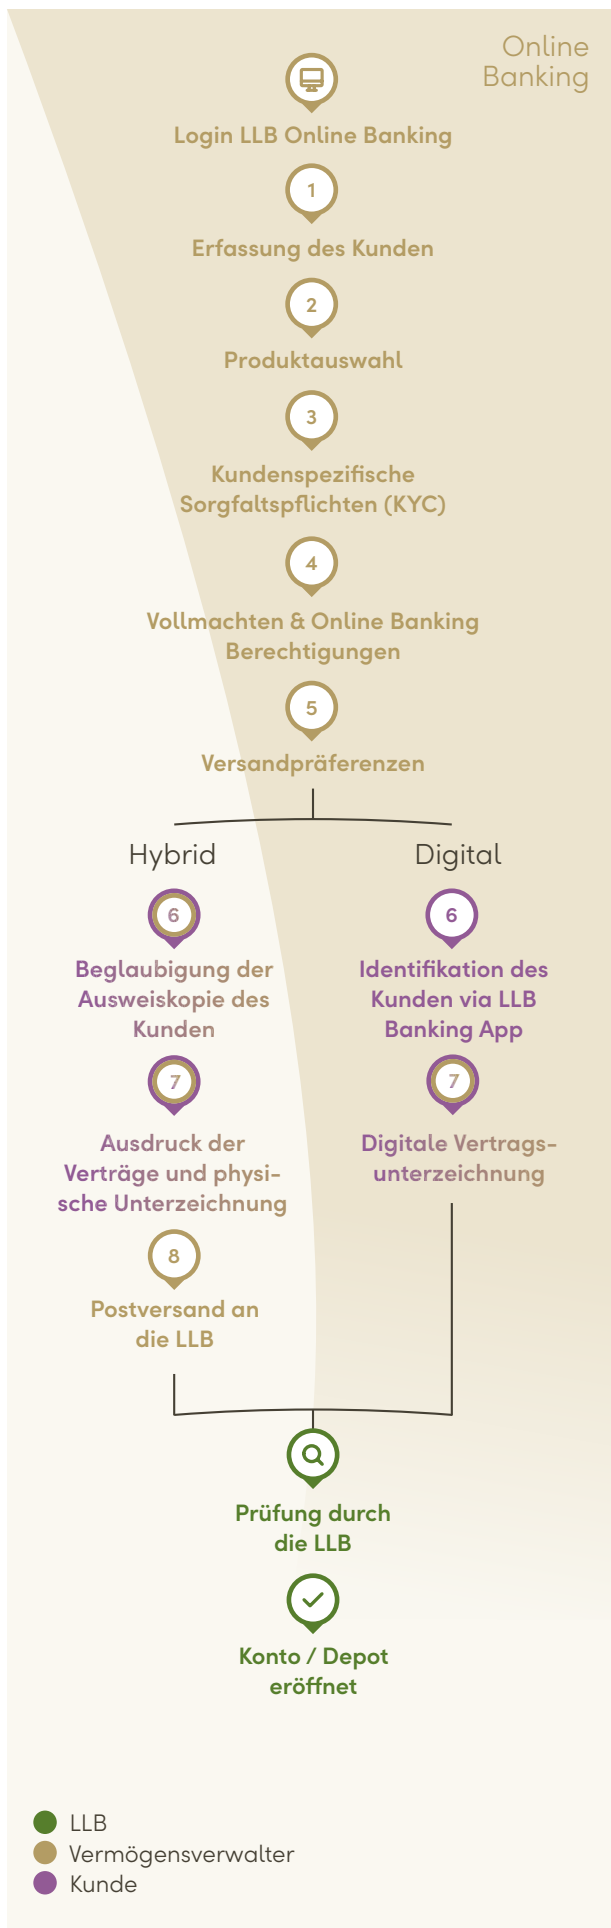 Online
Banking
Login LLB Online Banking
1
Erfassung des Kunden
2
Produktauswahl
3
Kundenspezifische
Sorgfaltspflichten (KYC)
4
Vollmachten & Online Banking
Berechtigungen
5
Versandpräferenzen
Hybrid
6
Beglaubigung der
Ausweiskopie des
Kunden
7
Ausdruck der
Verträge und physi-
sche Unterzeichnung
8
Postversand an
die LLB
Digital
6
Identifikation des
Kunden via LLB
Banking App
7
Digitale Vertrags-
unterzeichnung
Prüfung durch
die LLB
Konto / Depot
eröffnet
LLB
Vermögensverwalter
Kunde